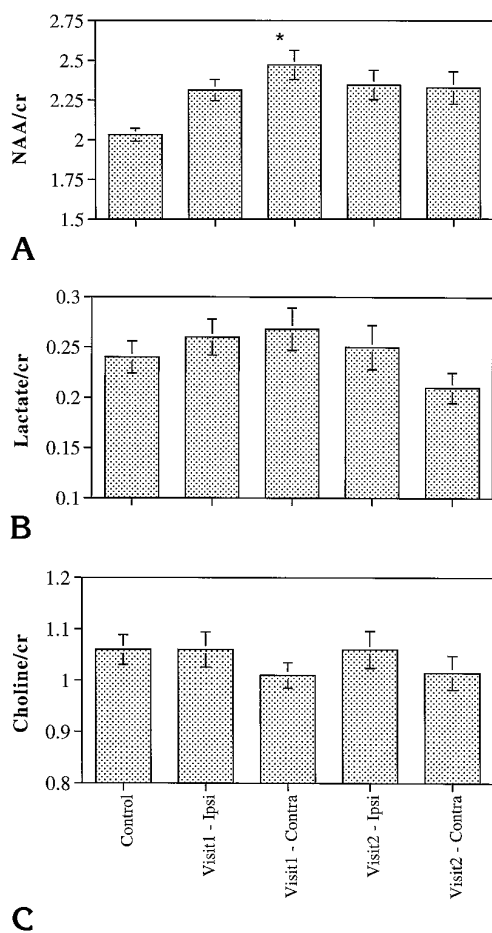 2.75
2.5
2.25
2
1.75
1.5
NAA/cr
*
A
0.3
0.25
0.2
0.15
0.1
Lactate/cr
B
1.2
1.1
1
0.9
0.8
Choline/cr
Control
Visit1 - Ipsi
Visit1 - Contra
Visit2 - Ipsi
Visit2 - Contra
C